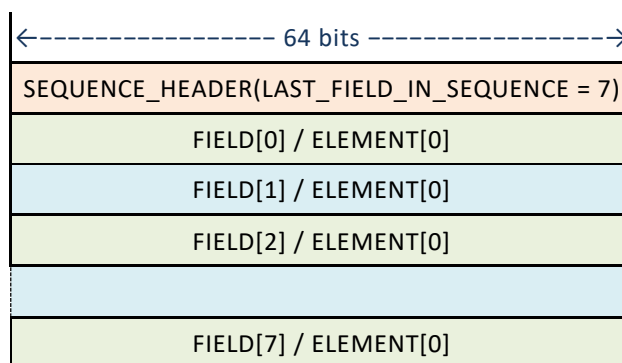 64 bits
SEQUENCE_HEADER(LAST_FIELD_IN_SEQUENCE = 7)
FIELD[0] / ELEMENT[0]
FIELD[1] / ELEMENT[0]
FIELD[2] / ELEMENT[0]
FIELD[7] / ELEMENT[0]